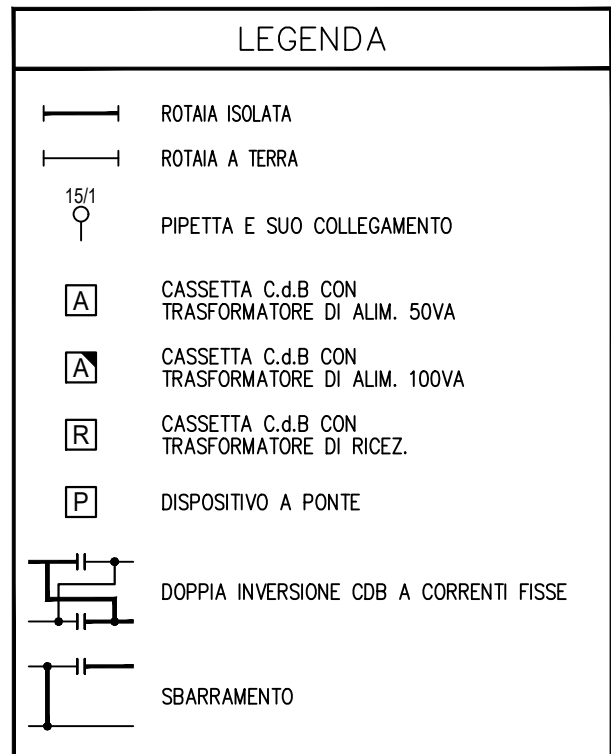 LEGENDA
ROTAIA ISOLATA
ROTAIA A TERRA
15/1
PIPETTA E SUO COLLEGAMENTO
A
CASSETTA C.d.B CON
TRASFORMATORE DI ALIM. 50VA
A
CASSETTA C.d.B CON
TRASFORMATORE DI ALIM. 100VA
R
CASSETTA C.d.B CON
TRASFORMATORE DI RICEZ.
P
DISPOSITIVO A PONTE
DOPPIA INVERSIONE CDB A CORRENTI FISSE
SBARRAMENTO